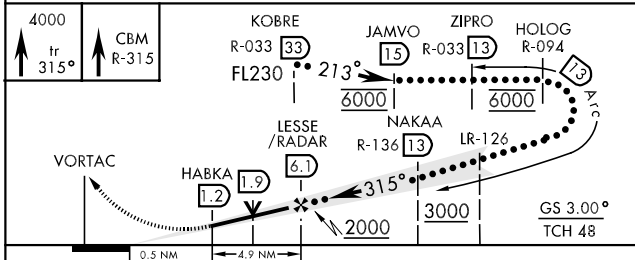 4000
tr
315°
CBM
R-315
KOBRE
R-033 33
FL230
213°
JAMVO
15
6000
ZIPRO
R-033 13
6000
HOLOG
R-094
13
Arc
LESSE
/RADAR
6.1
NAKAA
R-136 13
LR-126
VORTAC
HABKA
1.2
1.9
315°
2000
3000
GS 3.00°
TCH 48
0.5 NM
4.9 NM